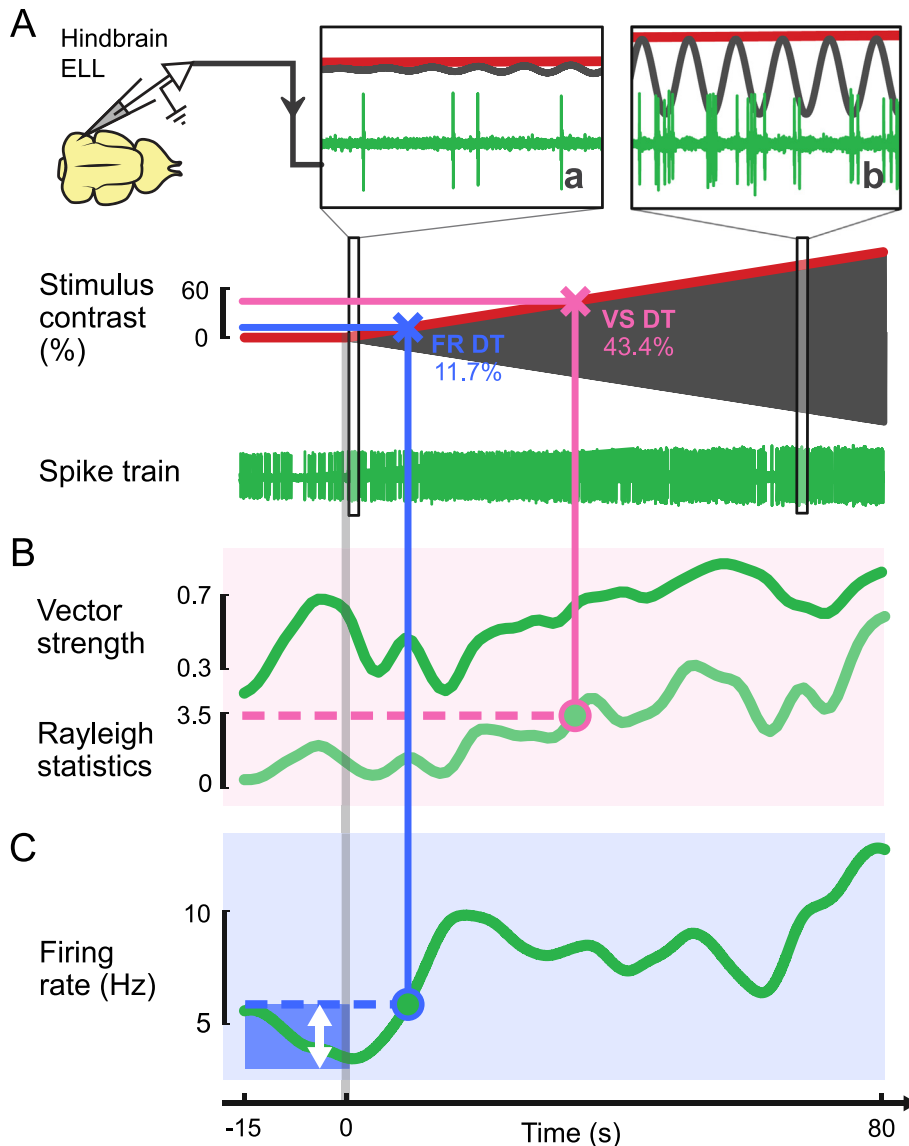 A
Hindbrain
ELL
a
b
Stimulus
contrast
(%)
60
0
FR DT
11.7%
VS DT
43.4%
Spike train
B
Vector
strength
0.7
0.3
Rayleigh
statistics
3.5
0
C
Firing
rate (Hz)
10
5
-15
0
Time (s)
80